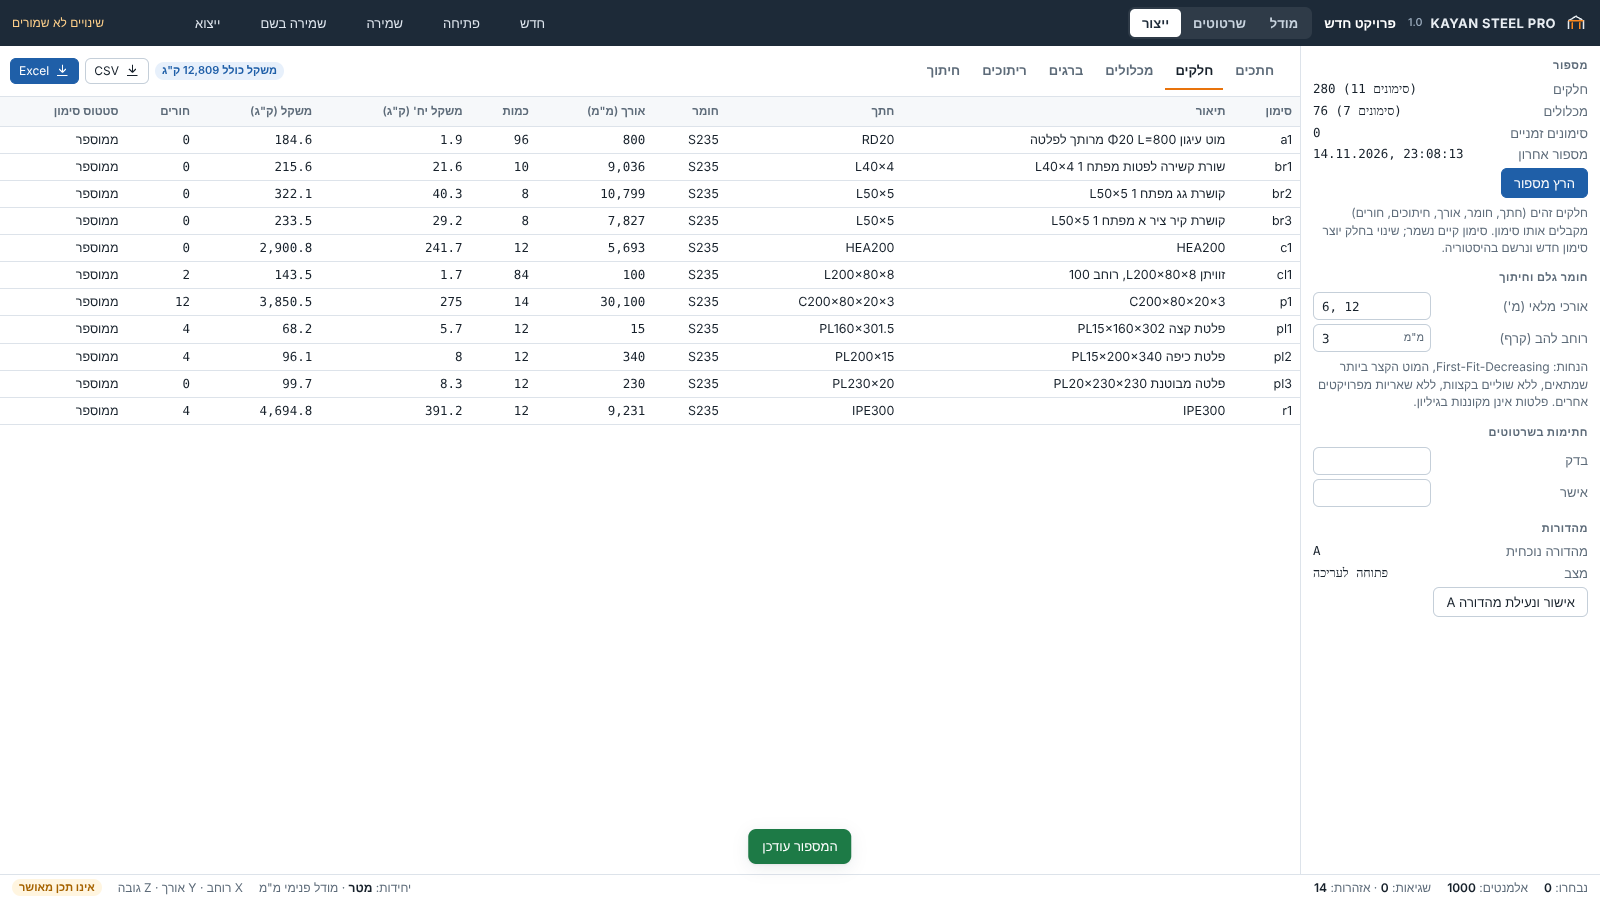 KAYAN STEEL PRO 1.0 פרויקט חדש
מודל שרטוטים ייצור
חדש פתיחה שמירה שמירה בשם ייצוא
שינויים לא שמורים
מספור
חלקים 280 (11 סימונים)
מכלולים 76 (7 סימונים)
סימונים זמניים 0
מספור אחרון 14.11.2026, 23:08:13
הרץ מספור
חלקים זהים (חתך, חומר, אורך, חיתוכים, חורים)
מקבלים אותו סימון. סימון קיים נשמר; שינוי בחלק יוצר
סימון חדש ונרשם בהיסטוריה.
חומר גלם וחיתוך
אורכי מלאי (מ') 6, 12
רוחב להב (קרף) 3 מ"מ
הנחות: First-Fit-Decreasing, המוט הקצר ביותר
שמתאים, ללא שוליים בקצוות, ללא שאריות מפרויקטים
אחרים. פלטות אינן מקוננות בגיליון.
חתימות בשרטוטים
בדק
אישר
מהדורות
מהדורה נוכחית A
מצב פתוחה לעריכה
אישור ונעילת מהדורה A
חתכים חלקים מכלולים ברגים ריתוכים חיתוך
משקל כולל 12,809 ק"ג
CSV
Excel
סימון תיאור חתך חומר אורך (מ"מ) כמות משקל יח' (ק"ג) משקל (ק"ג) חורים סטטוס סימון
a1 מוט עיגון Φ20 L=800 מרותך לפלטה RD20 S235 800 96 1.9 184.6 0 ממוספר
br1 שורת קשירה לפטות מפתח 1 L40×4 L40×4 S235 9,036 10 21.6 215.6 0 ממוספר
br2 קושרת גג מפתח 1 L50×5 L50×5 S235 10,799 8 40.3 322.1 0 ממוספר
br3 קושרת קיר ציר א מפתח 1 L50×5 L50×5 S235 7,827 8 29.2 233.5 0 ממוספר
c1 HEA200 HEA200 S235 5,693 12 241.7 2,900.8 0 ממוספר
cl1 זוויתן L200×80×8, רוחב 100 L200×80×8 S235 100 84 1.7 143.5 2 ממוספר
p1 C200×80×20×3 C200×80×20×3 S235 30,100 14 275 3,850.5 12 ממוספר
pl1 פלטת קצה PL15×160×302 PL160×301.5 S235 15 12 5.7 68.2 4 ממוספר
pl2 פלטת כיפה PL15×200×340 PL200×15 S235 340 12 8 96.1 4 ממוספר
pl3 פלטה מבוטנת PL20×230×230 PL230×20 S235 230 12 8.3 99.7 0 ממוספר
r1 IPE300 IPE300 S235 9,231 12 391.2 4,694.8 4 ממוספר
המספור עודכן
נבחרו: 0 אלמנטים: 1000 שגיאות: 0 · אזהרות: 14
יחידות: מטר · מודל פנימי מ"מ X רוחב · Y אורך · Z גובה אינו תכן מאושר